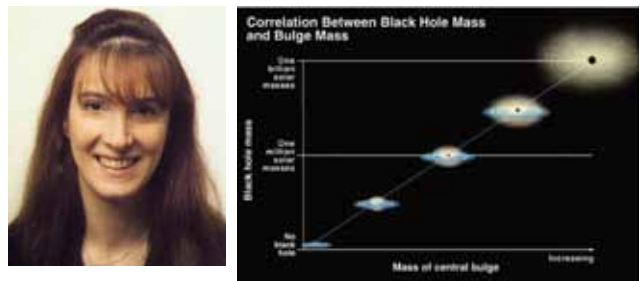 Correlation Between Black Hole Mass
and Bulge Mass
One
billion
solar
masses
One
million
solar
masses
No
black
hole
Black hole mass
Increasing
Mass of central bulge